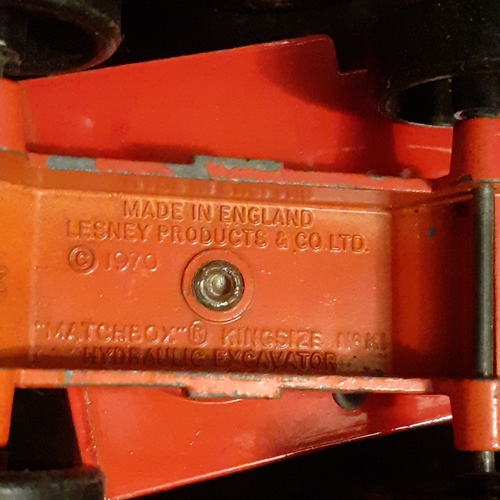 MADE IN ENGLAND
LESNEY PRODUCTS & CO. LTD.
© 1970
"MATCHBOX" ® KINGSIZE Nº K1
HYDRAULIC EXCAVATOR